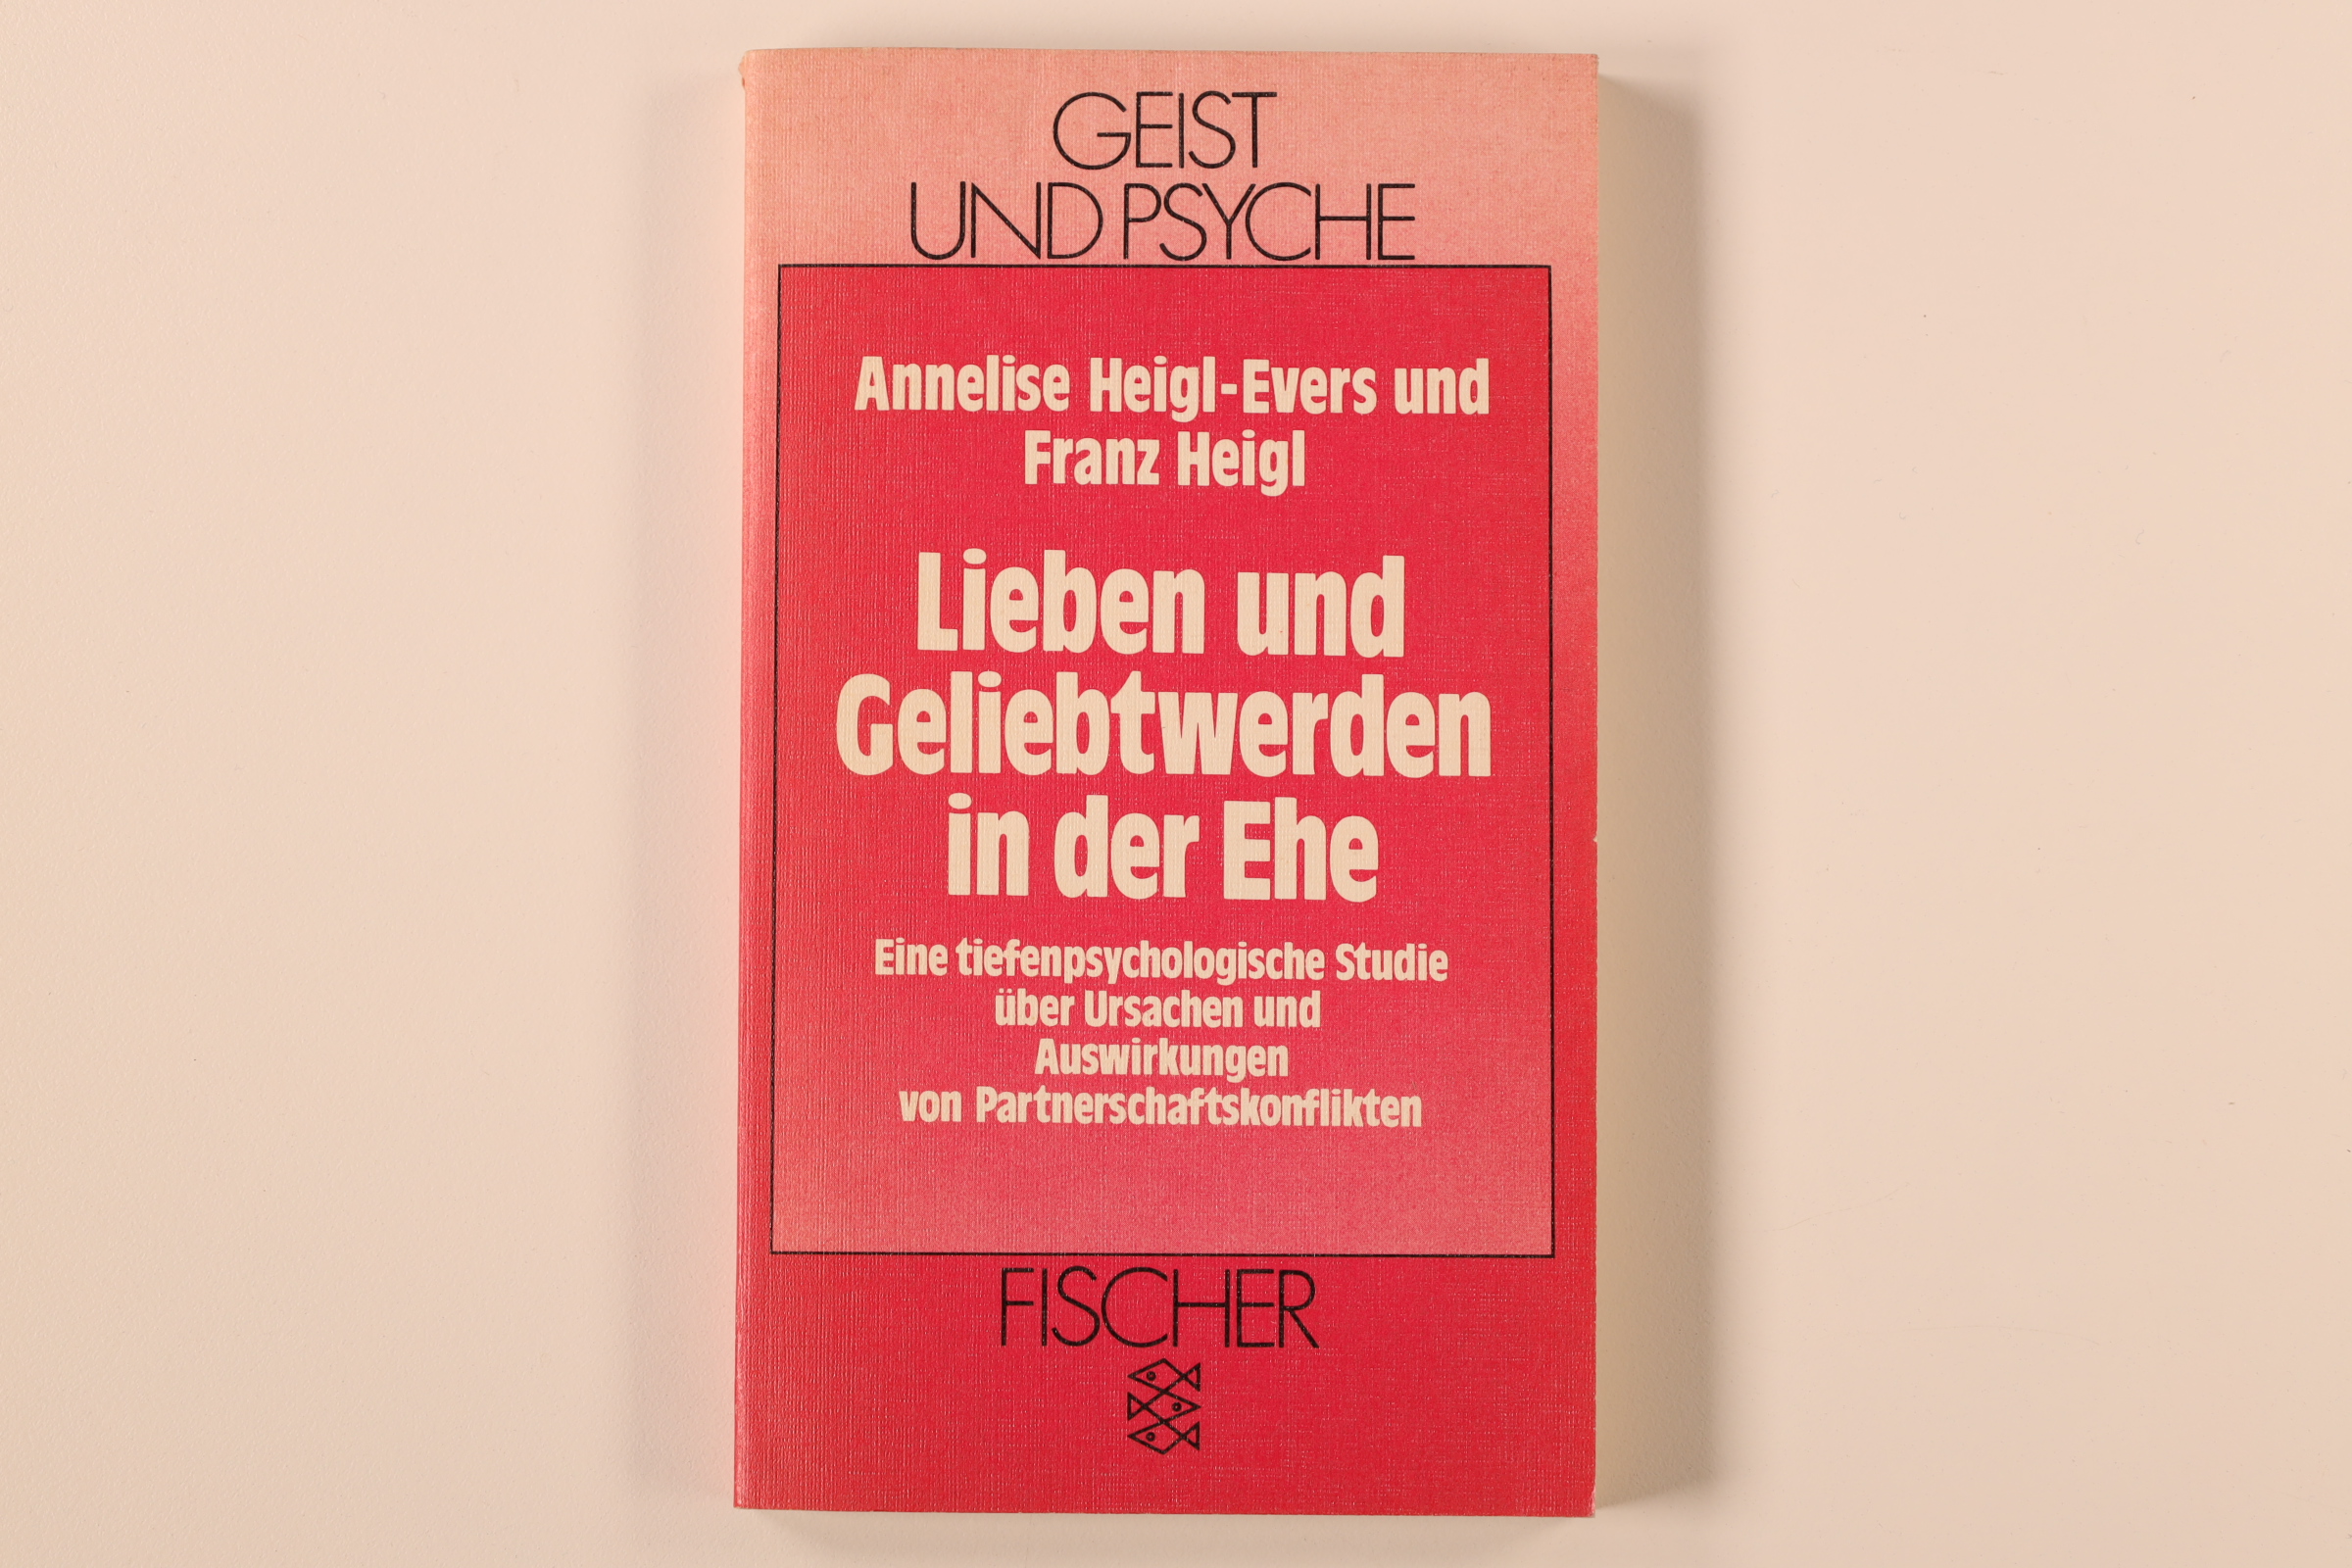 GEIST
UND PSYCHE
Annelise Heigl-Evers und
Franz Heigl
Lieben und
Geliebtwerden
in der Ehe
Eine tiefenpsychologische Studie
über Ursachen und
Auswirkungen
von Partnerschaftskonflikten
FISCHER